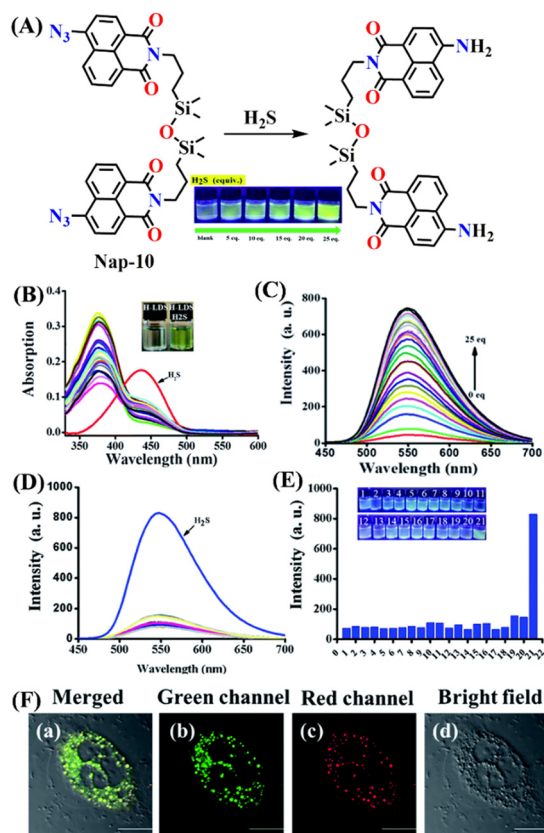 (A)
N3
O
N
O
Si
O
Si
O
N
O
N3
Nap-10
H2S
O
N
O
NH2
Si
O
Si
O
N
O
NH2
H2S (equiv.)
blank 5 eq. 10 eq. 15 eq. 20 eq. 25 eq.
(B)
H-LDS H-LDS
H2S
H2S
Absorption
0.4
0.3
0.2
0.1
0.0
400 450 500 550 600
Wavelength (nm)
(C)
Intensity (a. u.)
800
600
400
200
0
25 eq
0 eq
450 500 550 600 650 700
Wavelength (nm)
(D)
Intensity (a. u.)
1000
800
600
400
200
0
H2S
450 500 550 600 650 700
Wavelength (nm)
(E)
Intensity (a. u.)
1000
800
600
400
200
0
1 2 3 4 5 6 7 8 9 10 11
12 13 14 15 16 17 18 19 20 21
0 1 2 3 4 5 6 7 8 9 10 11 12 13 14 15 16 17 18 19 20 21 22
(F) Merged Green channel Red channel Bright field
(a) (b) (c) (d)